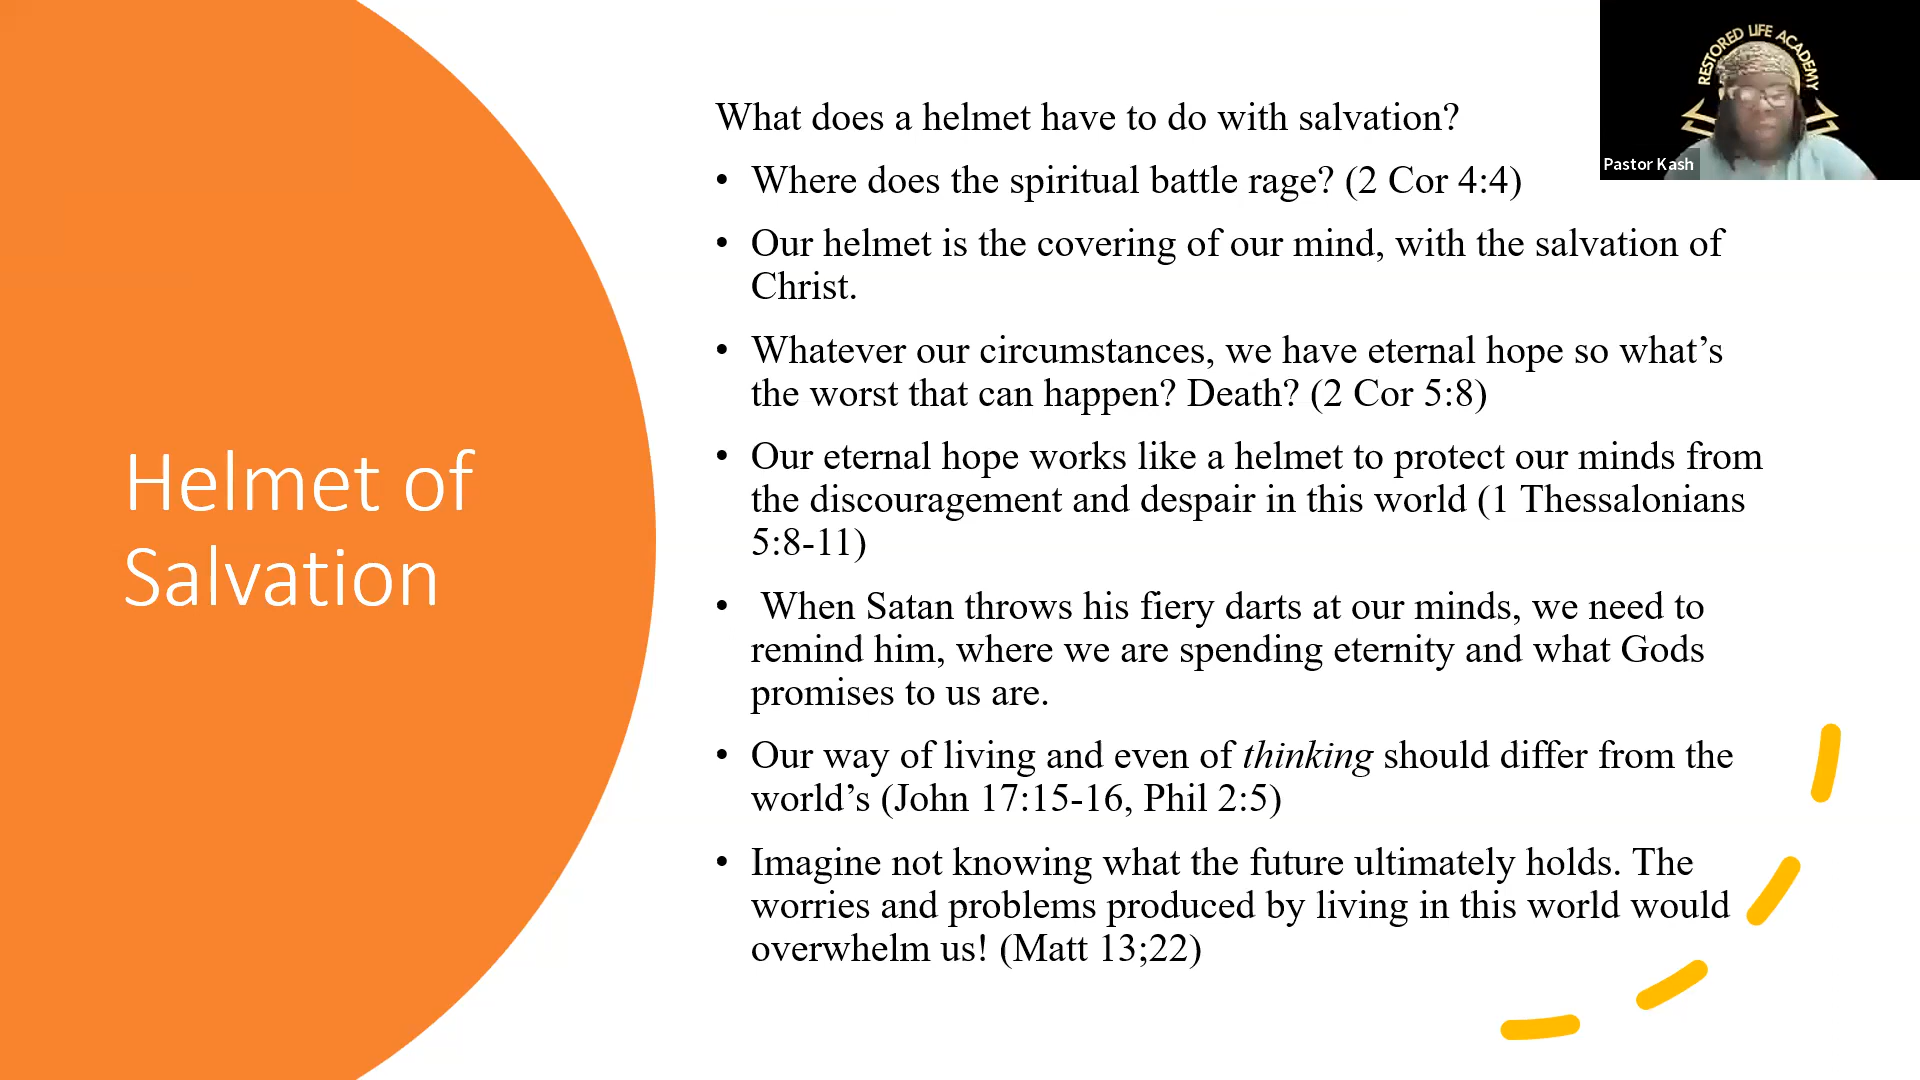 Helmet of
Salvation
What does a helmet have to do with salvation?
• Where does the spiritual battle rage? (2 Cor 4:4)
• Our helmet is the covering of our mind, with the salvation of
Christ.
• Whatever our circumstances, we have eternal hope so what’s
the worst that can happen? Death? (2 Cor 5:8)
• Our eternal hope works like a helmet to protect our minds from
the discouragement and despair in this world (1 Thessalonians
5:8-11)
• When Satan throws his fiery darts at our minds, we need to
remind him, where we are spending eternity and what Gods
promises to us are.
• Our way of living and even of thinking should differ from the
world’s (John 17:15-16, Phil 2:5)
• Imagine not knowing what the future ultimately holds. The
worries and problems produced by living in this world would
overwhelm us! (Matt 13;22)
RESTORED LIFE ACADEMY
Pastor Kash